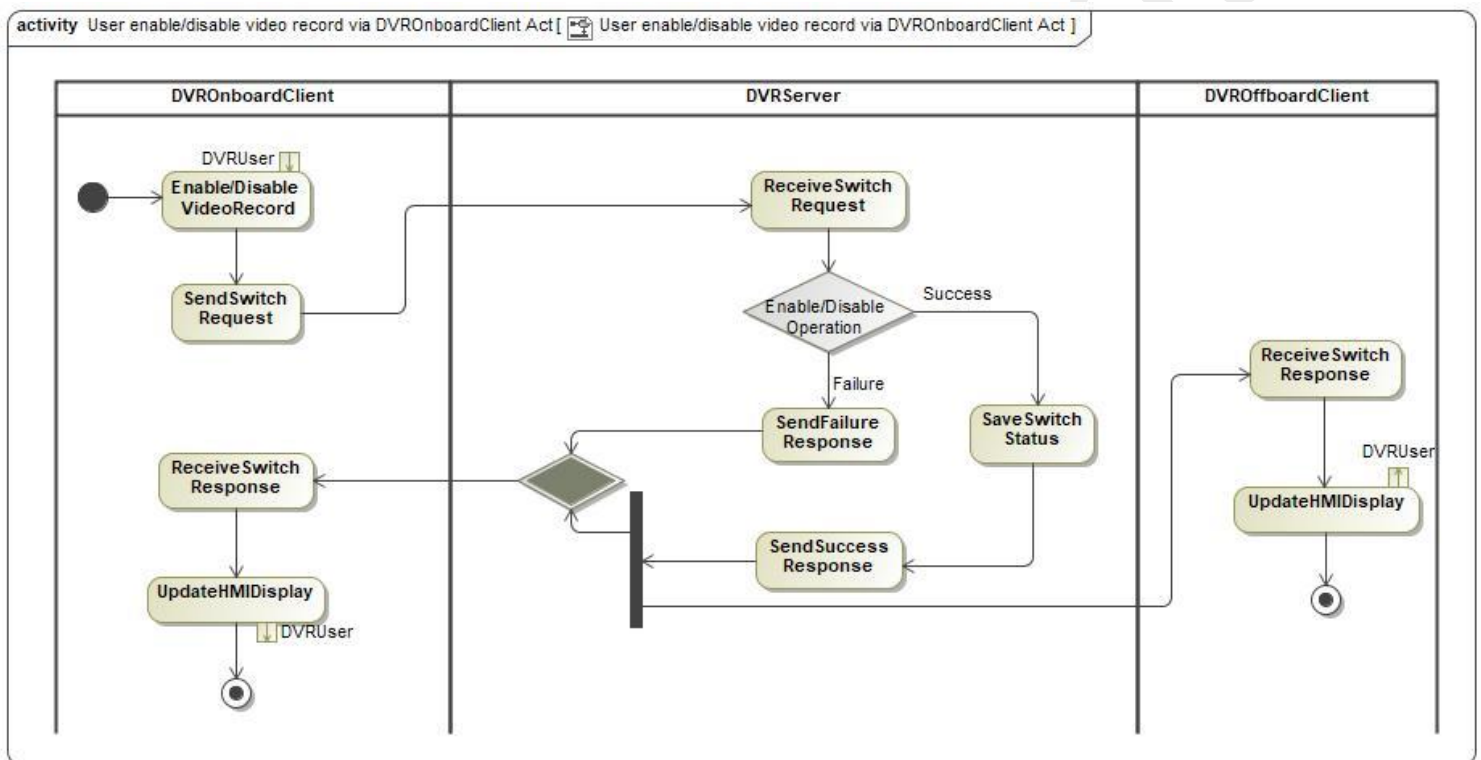 activity User enable/disable video record via DVROnboardClient Act [ User enable/disable video record via DVROnboardClient Act ]
DVROnboardClient
DVRServer
DVROffboardClient
DVRUser
Enable/Disable
VideoRecord
SendSwitch
Request
ReceiveSwitch
Request
Enable/Disable
Operation
Success
Failure
SendFailure
Response
SaveSwitch
Status
SendSuccess
Response
ReceiveSwitch
Response
UpdateHMIDisplay
DVRUser
ReceiveSwitch
Response
DVRUser
UpdateHMIDisplay